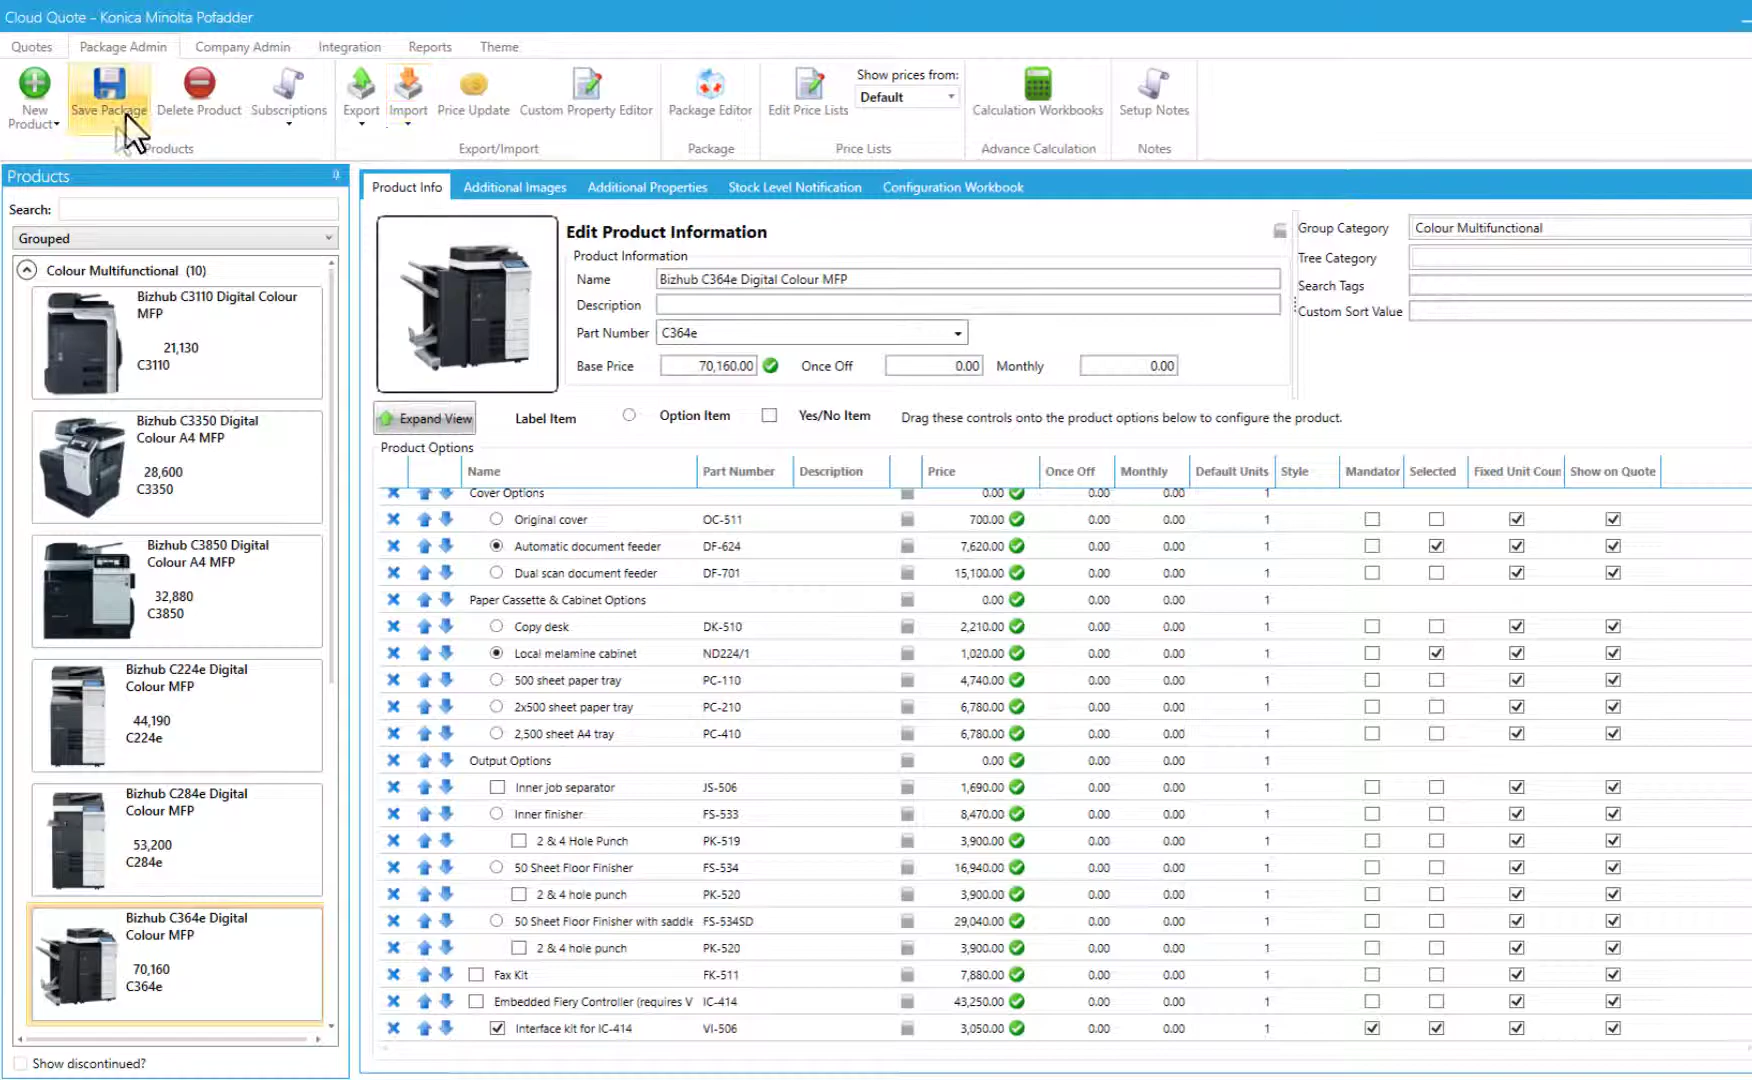 Cloud Quote - Konica Minolta Pofadder
Quotes Package Admin Company Admin Integration Reports Theme
New Product Save Package Delete Product Subscriptions Export Import Price Update Custom Property Editor Package Editor Edit Price Lists Show prices from: Default Calculation Workbooks Setup Notes
Products Export/Import Package Price Lists Advance Calculation Notes
Products
Search:
Grouped
Colour Multifunctional (10)
Bizhub C3110 Digital Colour
MFP
21,130
C3110
Bizhub C3350 Digital
Colour A4 MFP
28,600
C3350
Bizhub C3850 Digital
Colour A4 MFP
32,880
C3850
Bizhub C224e Digital
Colour MFP
44,190
C224e
Bizhub C284e Digital
Colour MFP
53,200
C284e
Bizhub C364e Digital
Colour MFP
70,160
C364e
Show discontinued?
Product Info Additional Images Additional Properties Stock Level Notification Configuration Workbook
Edit Product Information
Product Information
Name Bizhub C364e Digital Colour MFP
Description
Part Number C364e
Base Price 70,160.00 Once Off 0.00 Monthly 0.00
Group Category Colour Multifunctional
Tree Category
Search Tags
Custom Sort Value
Expand View Label Item Option Item Yes/No Item Drag these controls onto the product options below to configure the product.
Product Options
Name Part Number Description Price Once Off Monthly Default Units Style Mandator Selected Fixed Unit Coun Show on Quote
Cover Options 0.00 0.00 0.00 1
Original cover OC-511 700.00 0.00 0.00 1
Automatic document feeder DF-624 7,620.00 0.00 0.00 1
Dual scan document feeder DF-701 15,100.00 0.00 0.00 1
Paper Cassette & Cabinet Options 0.00 0.00 0.00 1
Copy desk DK-510 2,210.00 0.00 0.00 1
Local melamine cabinet ND224/1 1,020.00 0.00 0.00 1
500 sheet paper tray PC-110 4,740.00 0.00 0.00 1
2x500 sheet paper tray PC-210 6,780.00 0.00 0.00 1
2,500 sheet A4 tray PC-410 6,780.00 0.00 0.00 1
Output Options 0.00 0.00 0.00 1
Inner job separator JS-506 1,690.00 0.00 0.00 1
Inner finisher FS-533 8,470.00 0.00 0.00 1
2 & 4 Hole Punch PK-519 3,900.00 0.00 0.00 1
50 Sheet Floor Finisher FS-534 16,940.00 0.00 0.00 1
2 & 4 hole punch PK-520 3,900.00 0.00 0.00 1
50 Sheet Floor Finisher with saddle FS-534SD 29,040.00 0.00 0.00 1
2 & 4 hole punch PK-520 3,900.00 0.00 0.00 1
Fax Kit FK-511 7,880.00 0.00 0.00 1
Embedded Fiery Controller (requires V IC-414 43,250.00 0.00 0.00 1
Interface kit for IC-414 VI-506 3,050.00 0.00 0.00 1